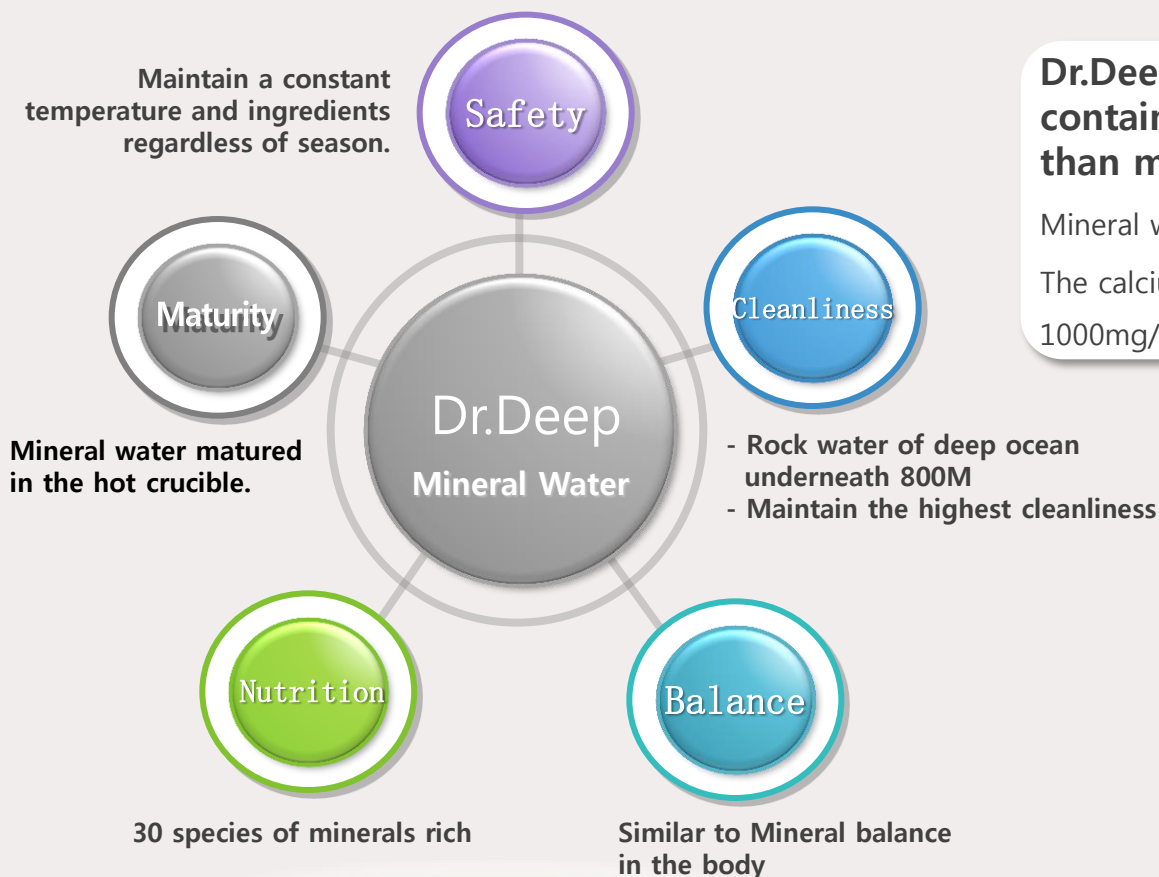 Maintain a constant
temperature and ingredients
regardless of season.
Safety
Dr.Dee
contain
than m
Mineral w
The calciu
1000mg/
Maturity
Mineral water matured
in the hot crucible.
Cleanliness
- Rock water of deep ocean
underneath 800M
- Maintain the highest cleanliness
Dr.Deep
Mineral Water
Nutrition
30 species of minerals rich
Balance
Similar to Mineral balance
in the body